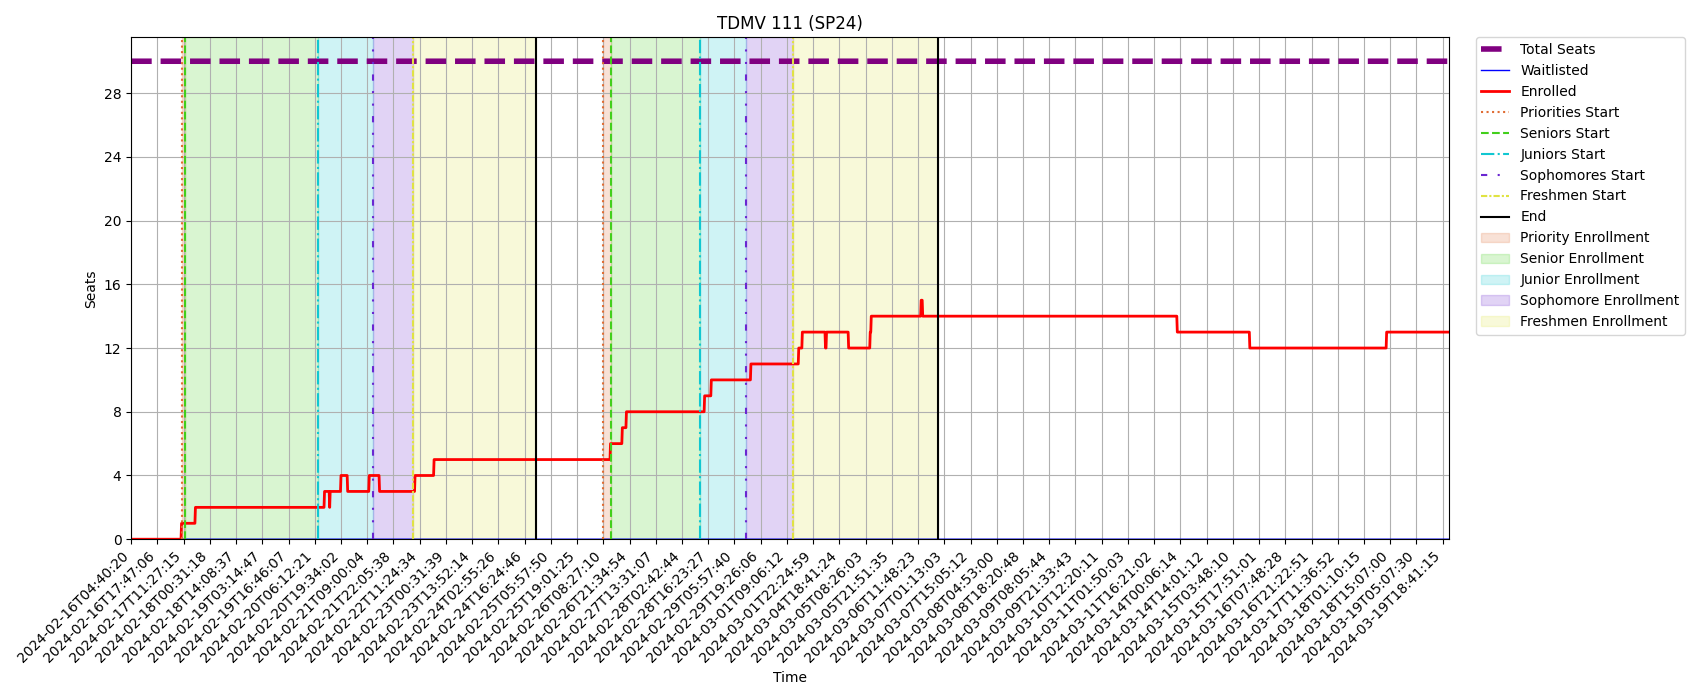 TDMV 111 (SP24)
Seats
28
24
20
16
12
8
4
0
2024-02-16T04:40:20
2024-02-16T17:47:06
2024-02-17T11:27:15
2024-02-18T00:31:18
2024-02-18T14:08:37
2024-02-19T03:14:47
2024-02-19T16:46:07
2024-02-20T06:12:21
2024-02-20T19:34:02
2024-02-21T09:00:04
2024-02-21T22:05:38
2024-02-22T11:24:34
2024-02-23T00:31:39
2024-02-23T13:52:14
2024-02-24T02:55:26
2024-02-24T16:24:46
2024-02-25T05:57:50
2024-02-25T19:01:25
2024-02-26T08:27:10
2024-02-26T21:34:54
2024-02-27T13:31:07
2024-02-28T02:42:44
2024-02-28T16:23:27
2024-02-29T05:57:40
2024-02-29T19:26:06
2024-03-01T09:06:12
2024-03-01T22:24:59
2024-03-04T18:41:24
2024-03-05T08:26:03
2024-03-05T21:51:35
2024-03-06T11:48:23
2024-03-07T01:13:03
2024-03-07T15:05:12
2024-03-08T04:53:00
2024-03-08T18:20:48
2024-03-09T08:05:44
2024-03-09T21:33:43
2024-03-10T12:20:11
2024-03-11T01:50:03
2024-03-11T16:21:02
2024-03-14T00:06:14
2024-03-14T14:01:12
2024-03-15T03:48:10
2024-03-15T17:51:01
2024-03-16T07:48:28
2024-03-16T21:22:51
2024-03-17T11:36:52
2024-03-18T01:10:15
2024-03-18T15:07:00
2024-03-19T05:07:30
2024-03-19T18:41:15
Time
Total Seats
Waitlisted
Enrolled
Priorities Start
Seniors Start
Juniors Start
Sophomores Start
Freshmen Start
End
Priority Enrollment
Senior Enrollment
Junior Enrollment
Sophomore Enrollment
Freshmen Enrollment